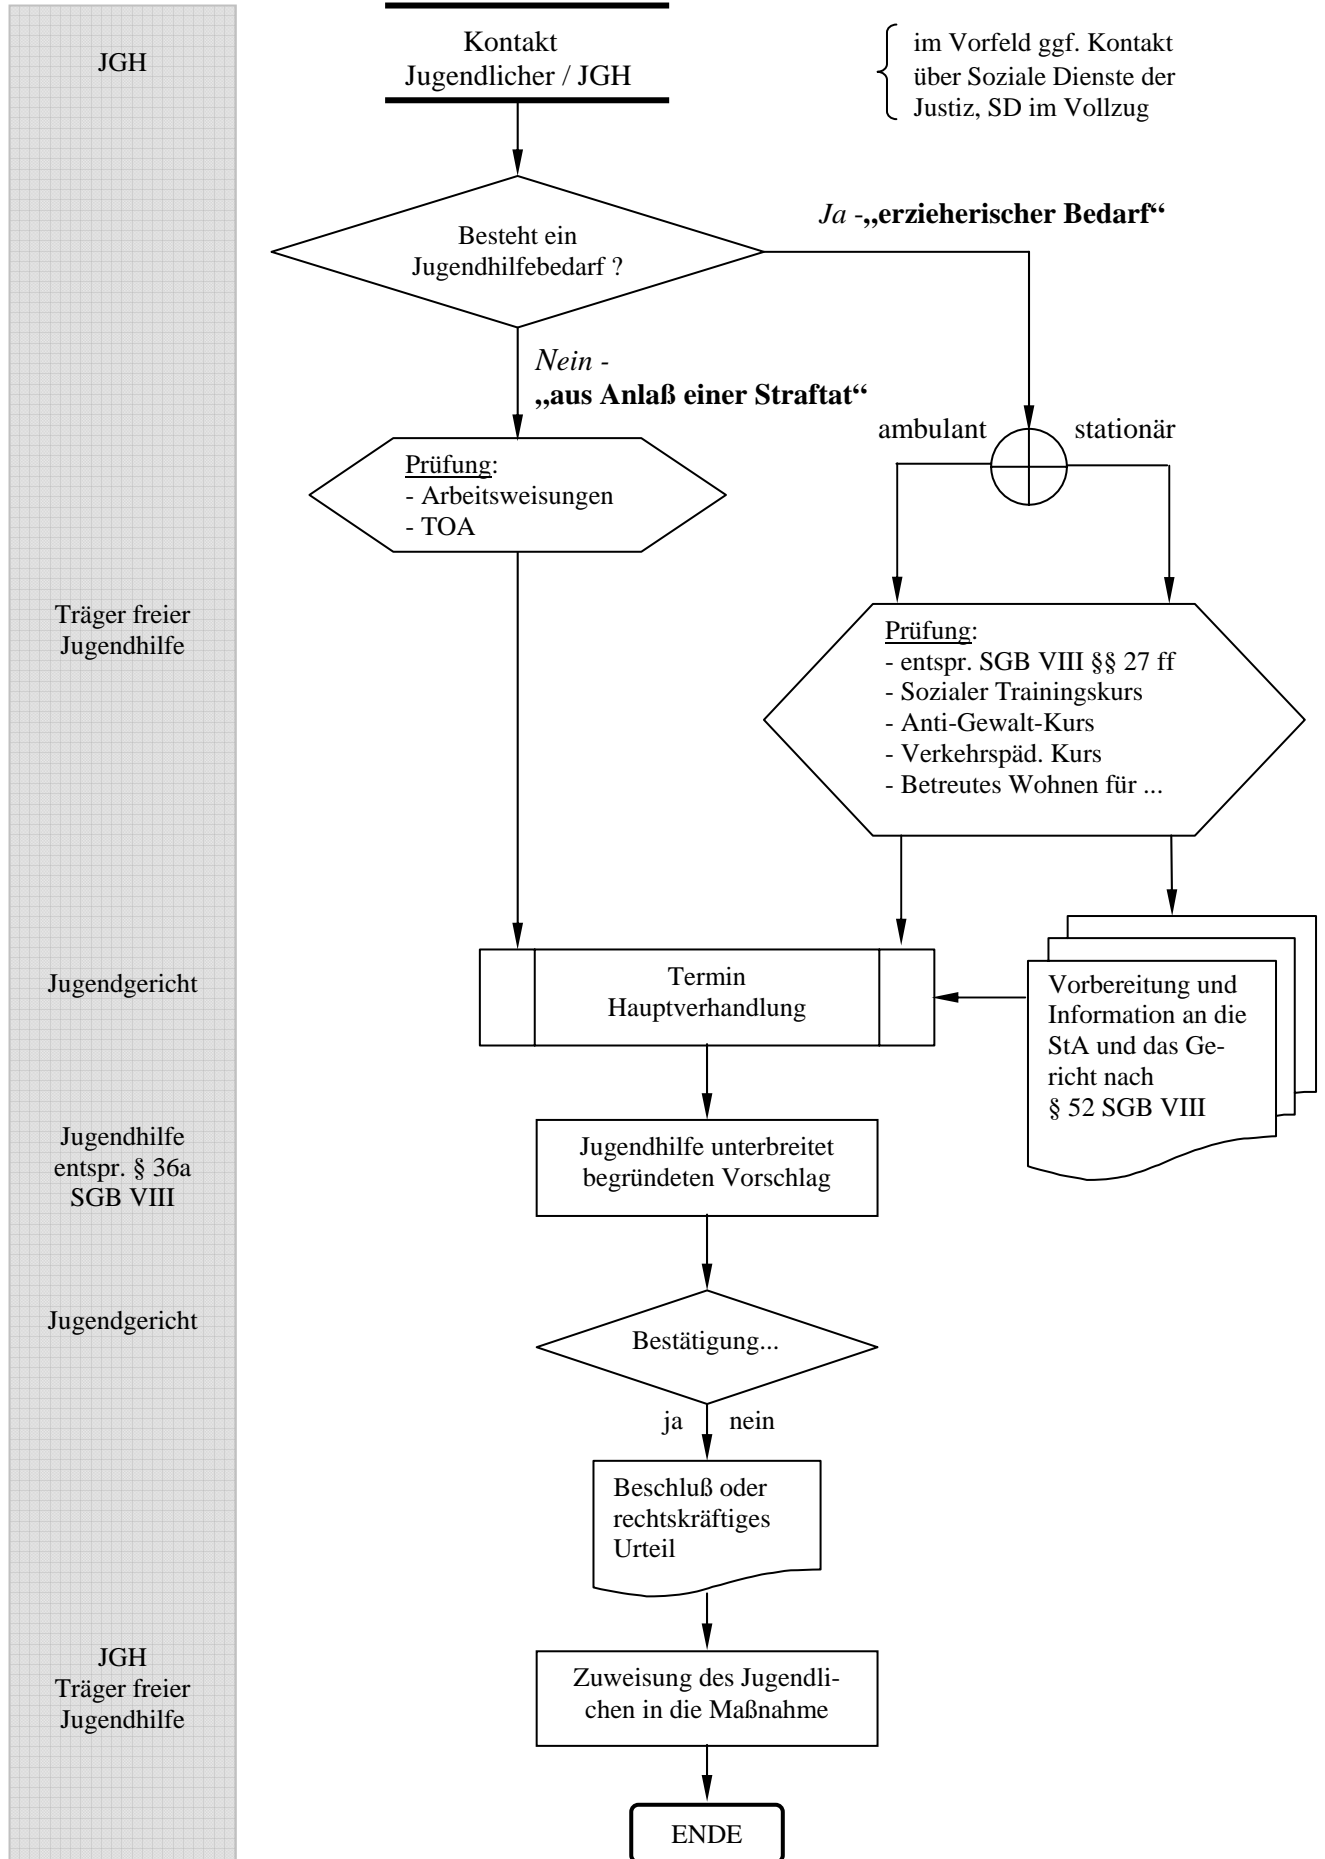 JGH
Kontakt
Jugendlicher / JGH
im Vorfeld ggf. Kontakt
über Soziale Dienste der
Justiz, SD im Vollzug
Besteht ein
Jugendhilfebedarf ?
Ja -„erzieherischer Bedarf“
Nein -
„aus Anlaß einer Straftat“
ambulant
stationär
Prüfung:
- Arbeitsweisungen
- TOA
Träger freier
Jugendhilfe
Prüfung:
- entspr. SGB VIII §§ 27 ff
- Sozialer Trainingskurs
- Anti-Gewalt-Kurs
- Verkehrspäd. Kurs
- Betreutes Wohnen für ...
Jugendgericht
Termin
Hauptverhandlung
Vorbereitung und
Information an die
StA und das Ge-
richt nach
§ 52 SGB VIII
Jugendhilfe
entspr. § 36a
SGB VIII
Jugendhilfe unterbreitet
begründeten Vorschlag
Jugendgericht
Bestätigung...
ja
nein
Beschluß oder
rechtskräftiges
Urteil
JGH
Träger freier
Jugendhilfe
Zuweisung des Jugendli-
chen in die Maßnahme
ENDE